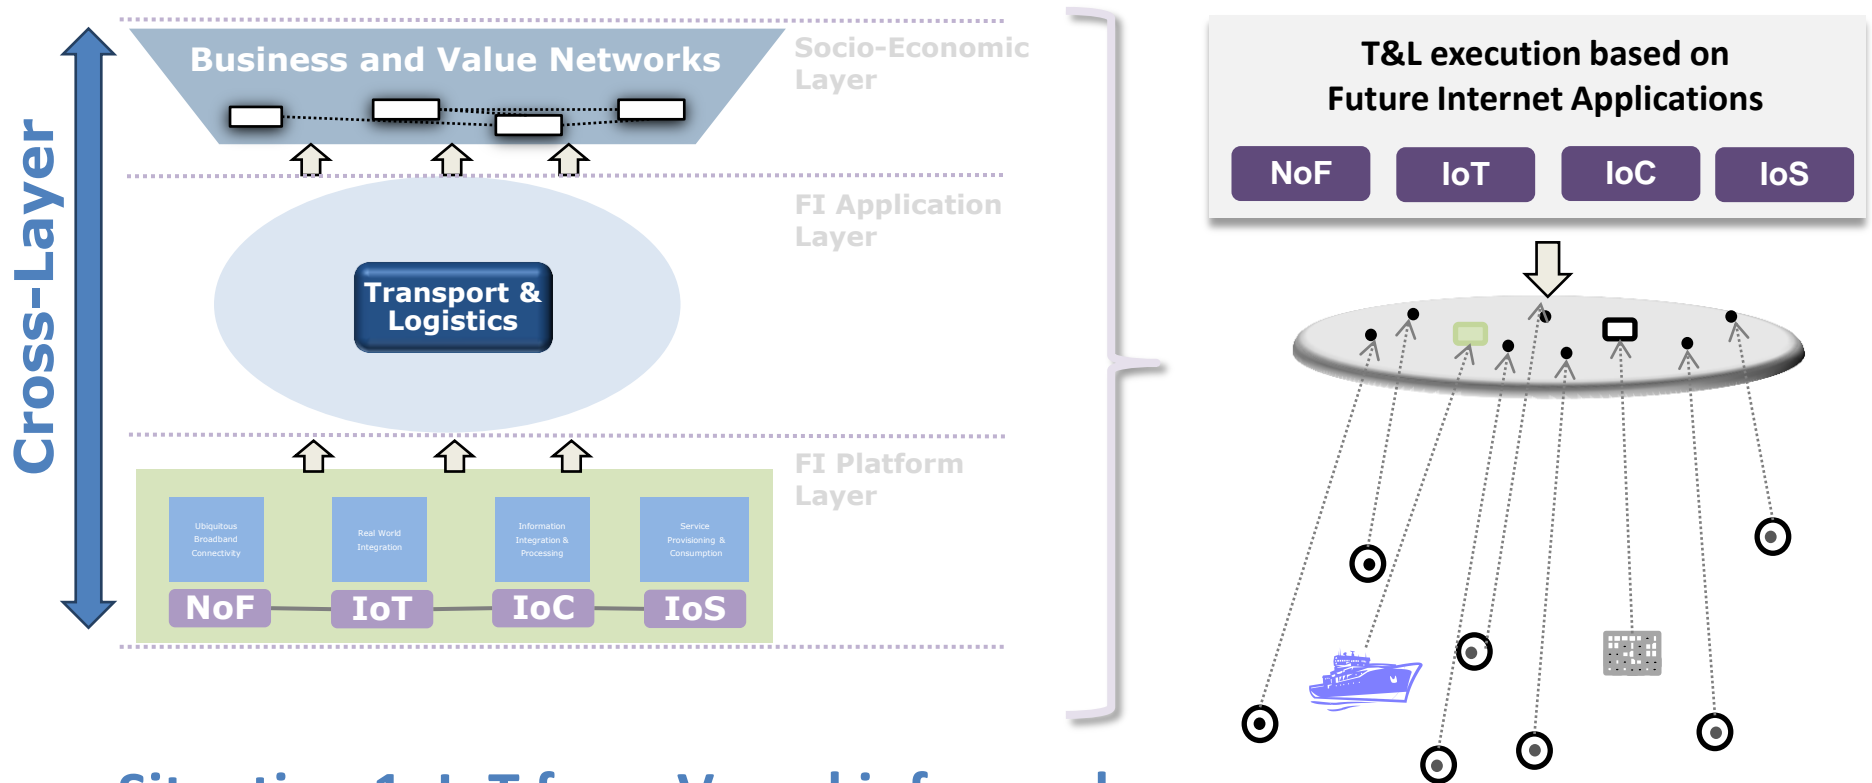 Cross-Layer
Business and Value Networks
Socio-Economic
Layer
FI Application
Layer
Transport &
Logistics
FI Platform
Layer
Ubiquitous
Broadband
Connectivity
Real World
Integration
Information
Integration &
Processing
Service
Provisioning &
Consumption
NoF
IoT
IoC
IoS
T&L execution based on
Future Internet Applications
NoF
IoT
IoC
IoS